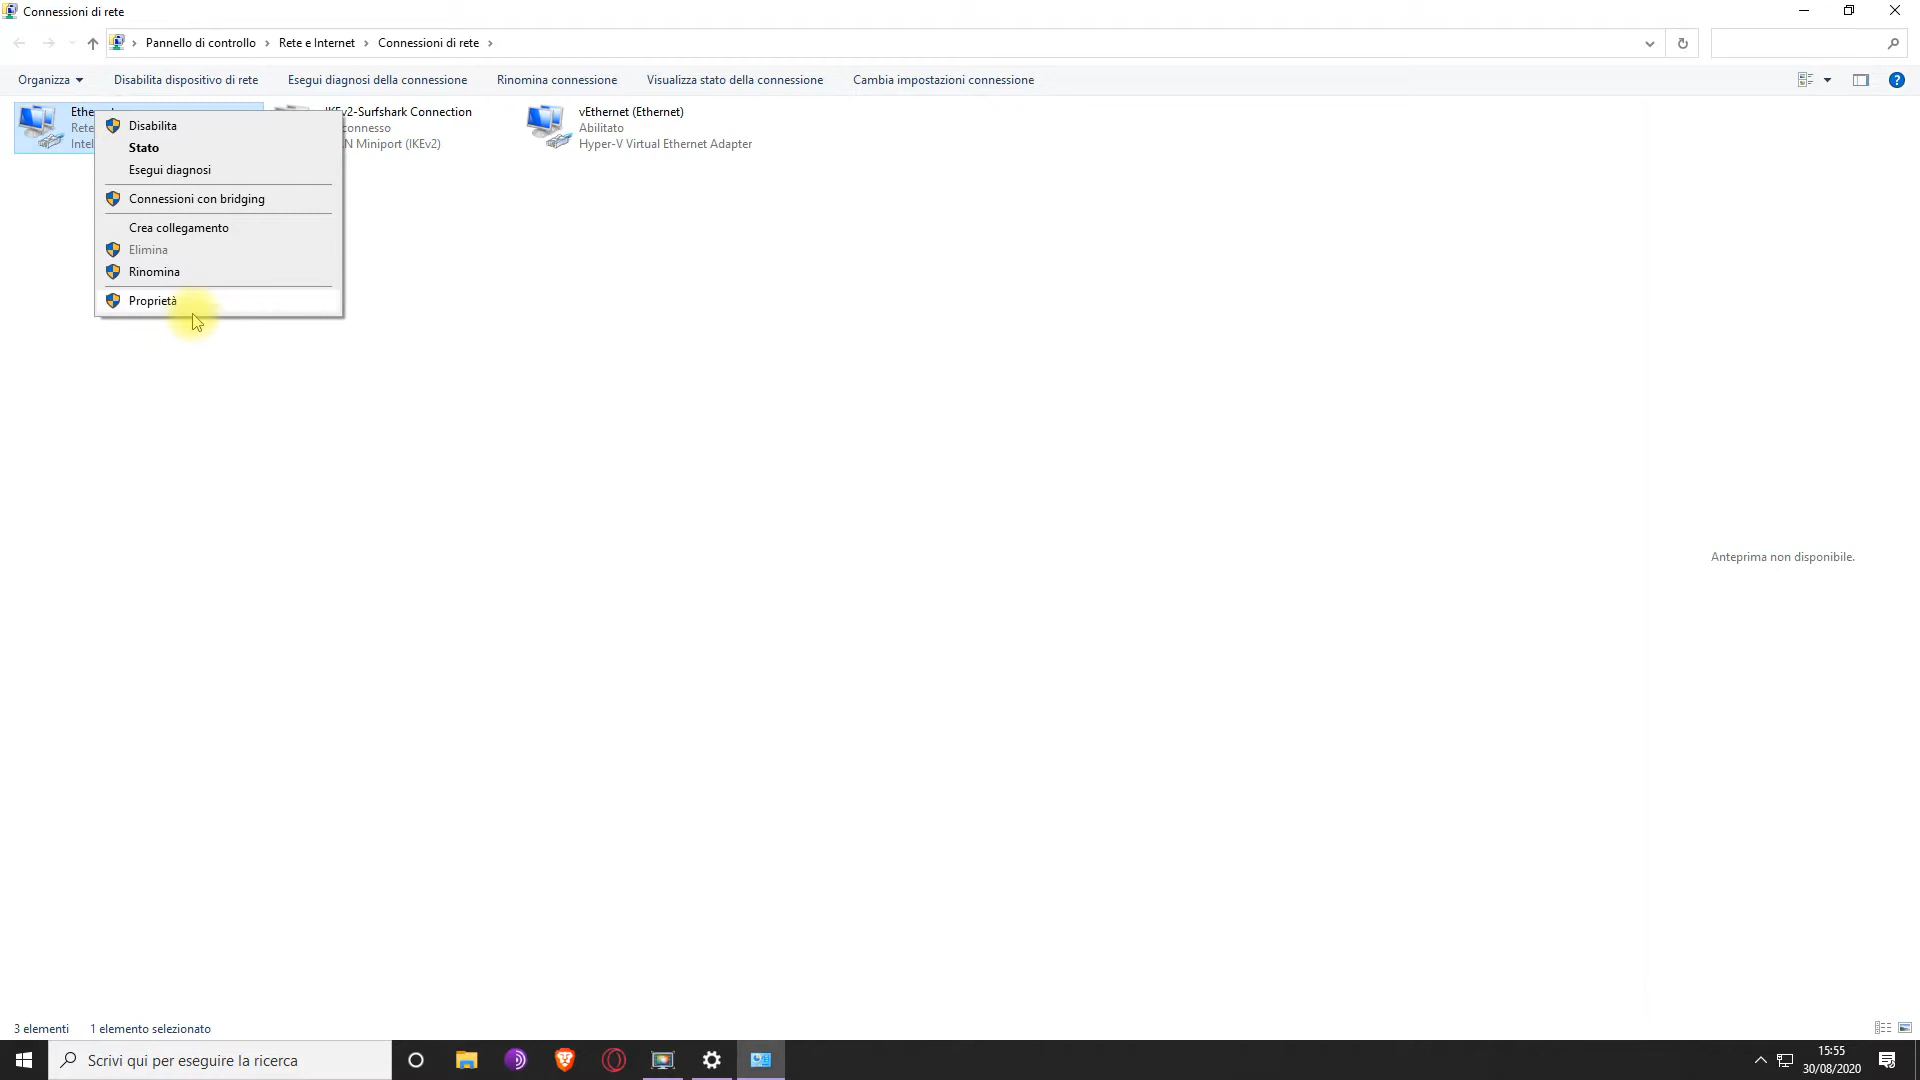 Connessioni di rete
Pannello di controllo
Rete e Internet
Connessioni di rete
Organizza
Disabilita dispositivo di rete
Esegui diagnosi della connessione
Rinomina connessione
Visualizza stato della connessione
Cambia impostazioni connessione
Rete
Disabilita
Stato
Esegui diagnosi
Connessioni con bridging
Crea collegamento
Elimina
Rinomina
Proprietà
v2-Surfshark Connection
connesso
Miniport (IKEv2)
vEthernet (Ethernet)
Abilitato
Hyper-V Virtual Ethernet Adapter
Anteprima non disponibile.
3 elementi
1 elemento selezionato
Scrivi qui per eseguire la ricerca
15:55
30/08/2020